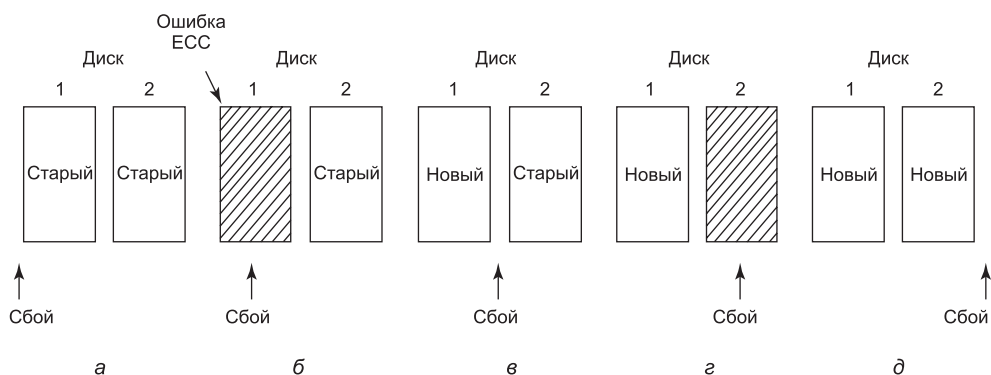 Ошибка
ECC
Диск Диск Диск Диск Диск
1 2 1 2 1 2 1 2 1 2
Старый Старый Старый Новый Старый Новый Новый Новый
Сбой Сбой Сбой Сбой Сбой
а б в г д